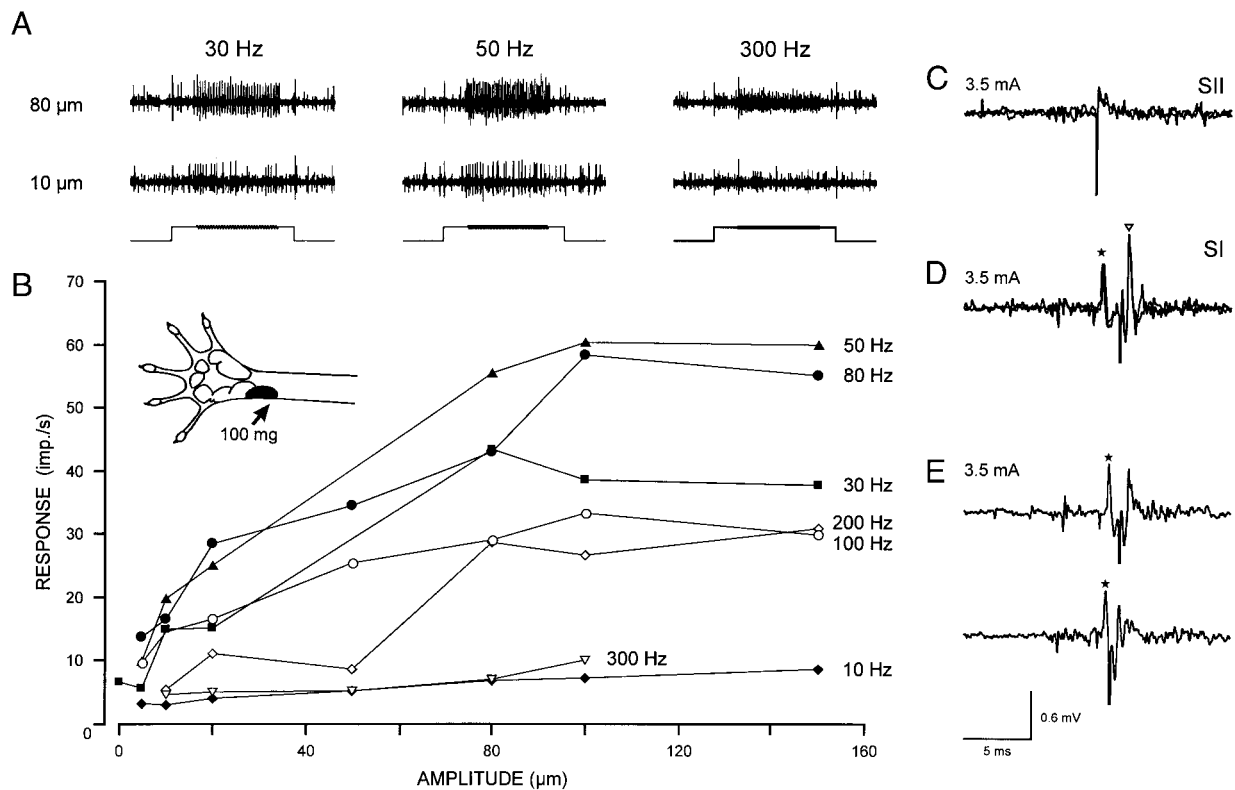 A
30 Hz
50 Hz
300 Hz
80 µm
10 µm
B
70
60
50
40
30
20
10
0
RESPONSE (imp./s)
100 mg
50 Hz
80 Hz
30 Hz
200 Hz
100 Hz
300 Hz
10 Hz
0
40
80
120
160
AMPLITUDE (µm)
C
3.5 mA
SII
D
3.5 mA
SI
E
3.5 mA
0.6 mV
5 ms